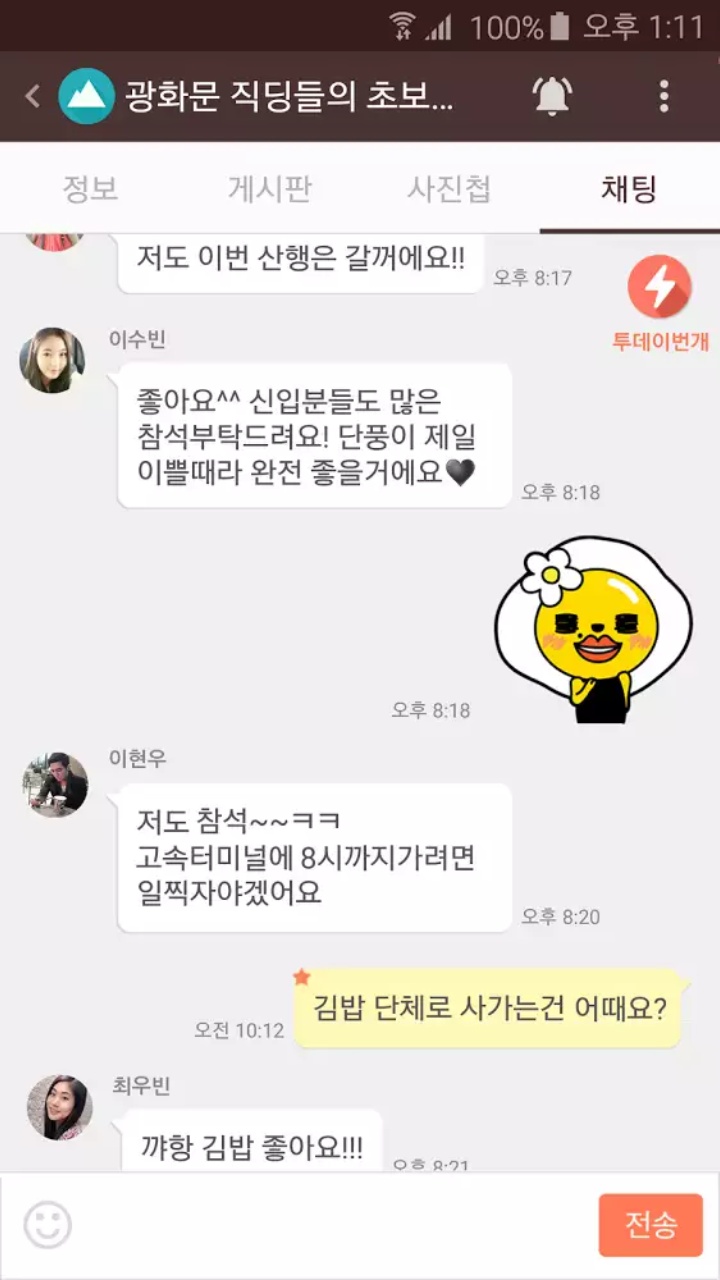 100% 오후 1:11
광화문 직딩들의 초보...
정보 게시판 사진첩 채팅
저도 이번 산행은 갈꺼에요!!
오후 8:17
투데이번개
이수빈
좋아요^^ 신입분들도 많은
참석부탁드려요! 단풍이 제일
이쁠때라 완전 좋을거에요🖤
오후 8:18
오후 8:18
이현우
저도 참석~~ㅋㅋ
고속터미널에 8시까지가려면
일찍자야겠어요
오후 8:20
김밥 단체로 사가는건 어때요?
오전 10:12
최우빈
꺄항 김밥 좋아요!!!
오후 8:21
전송